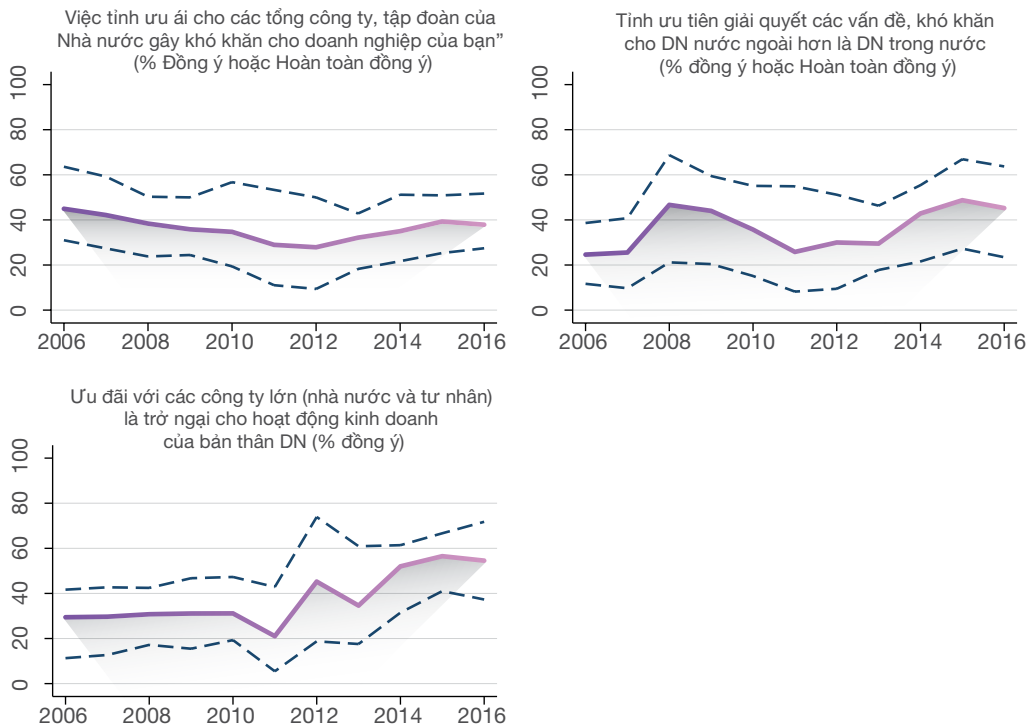 Việc tỉnh ưu ái cho các tổng công ty, tập đoàn của
Nhà nước gây khó khăn cho doanh nghiệp của bạn”
(% Đồng ý hoặc Hoàn toàn đồng ý)
100
80
60
40
20
0
2006 2008 2010 2012 2014 2016
Tỉnh ưu tiên giải quyết các vấn đề, khó khăn
cho DN nước ngoài hơn là DN trong nước
(% đồng ý hoặc Hoàn toàn đồng ý)
100
80
60
40
20
0
2006 2008 2010 2012 2014 2016
Ưu đãi với các công ty lớn (nhà nước và tư nhân)
là trở ngại cho hoạt động kinh doanh
của bản thân DN (% đồng ý)
100
80
60
40
20
0
2006 2008 2010 2012 2014 2016